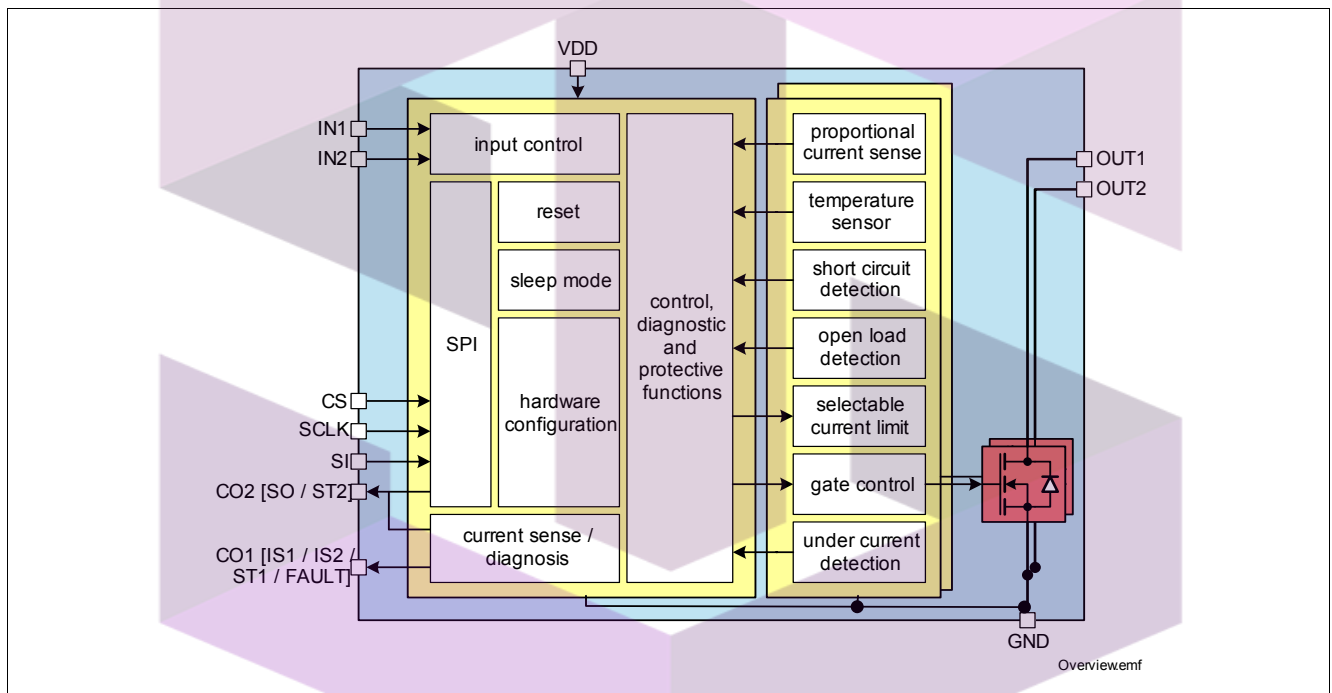 VDD
IN1
IN2
input control
proportional
current sense
OUT1
OUT2
reset
temperature
sensor
sleep mode
short circuit
detection
SPI
control,
diagnostic
and
protective
functions
open load
detection
CS
SCLK
SI
hardware
configuration
selectable
current limit
CO2 [SO / ST2]
gate control
CO1 [IS1 / IS2 /
ST1 / FAULT]
current sense /
diagnosis
under current
detection
GND
Overview.emf